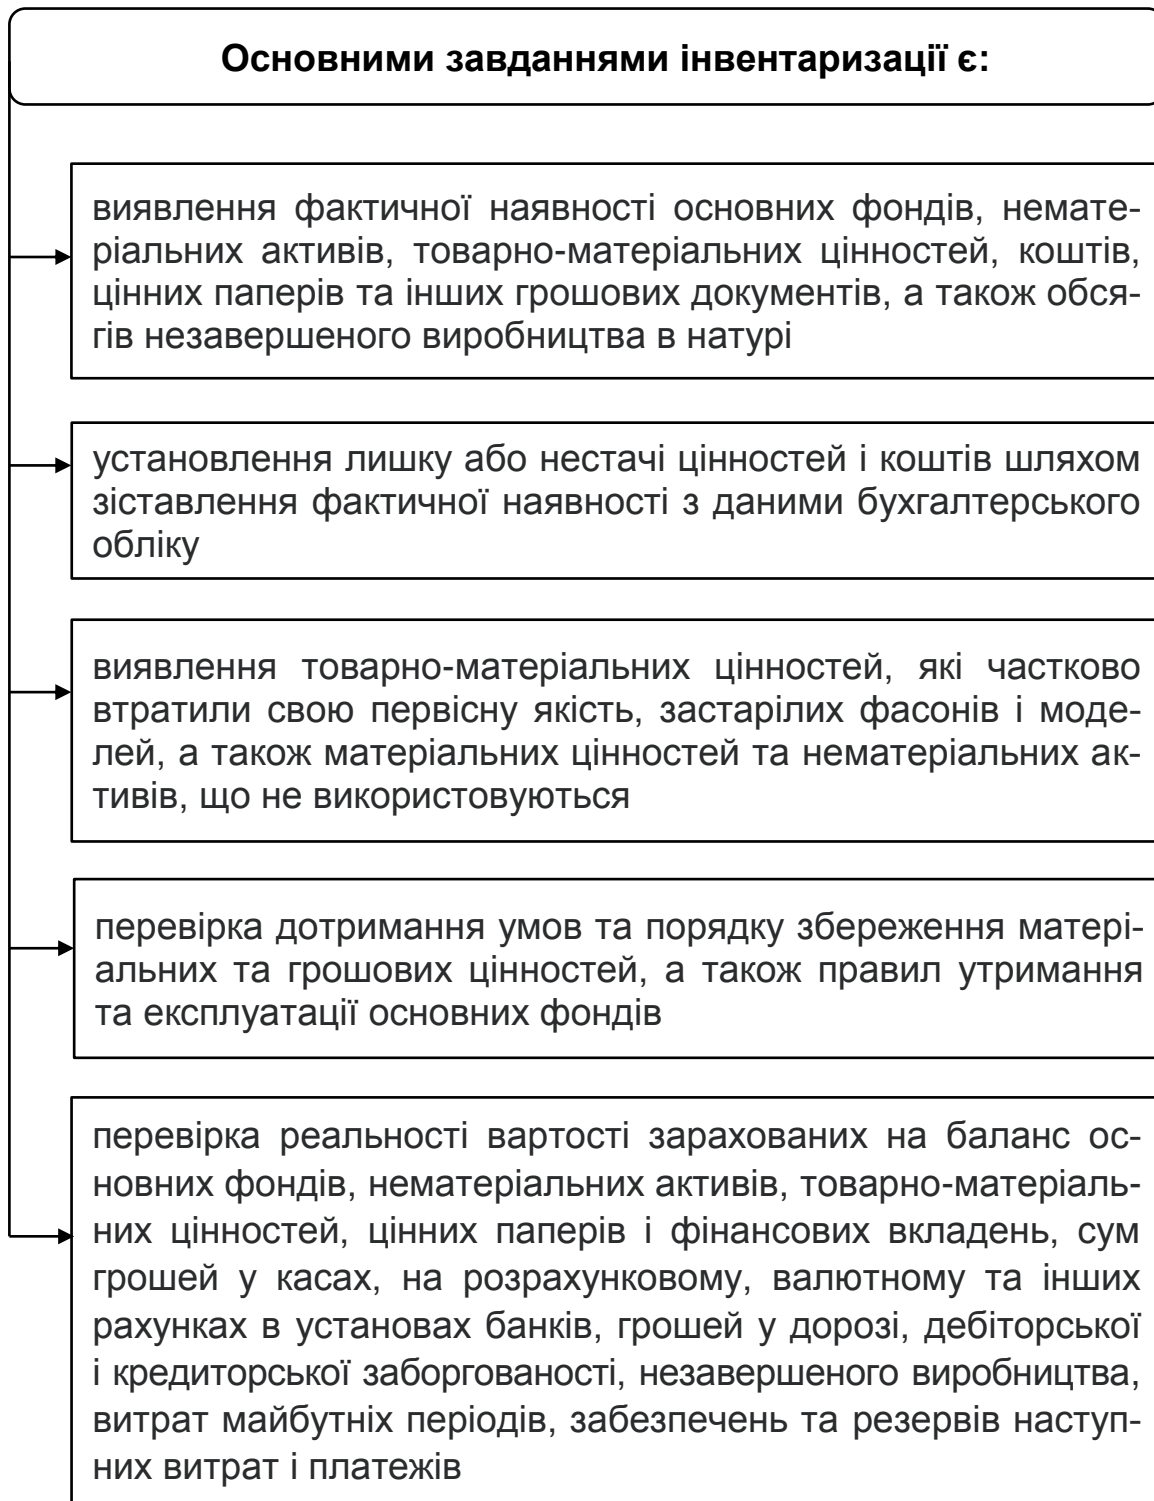 Основними завданнями інвентаризації є:
виявлення фактичної наявності основних фондів, немате-
ріальних активів, товарно-матеріальних цінностей, коштів,
цінних паперів та інших грошових документів, а також обся-
гів незавершеного виробництва в натурі
установлення лишку або нестачі цінностей і коштів шляхом
зіставлення фактичної наявності з даними бухгалтерського
обліку
виявлення товарно-матеріальних цінностей, які частково
втратили свою первісну якість, застарілих фасонів і моде-
лей, а також матеріальних цінностей та нематеріальних ак-
тивів, що не використовуються
перевірка дотримання умов та порядку збереження матері-
альних та грошових цінностей, а також правил утримання
та експлуатації основних фондів
перевірка реальності вартості зарахованих на баланс ос-
новних фондів, нематеріальних активів, товарно-матеріаль-
них цінностей, цінних паперів і фінансових вкладень, сум
грошей у касах, на розрахунковому, валютному та інших
рахунках в установах банків, грошей у дорозі, дебіторської
і кредиторської заборгованості, незавершеного виробництва,
витрат майбутніх періодів, забезпечень та резервів наступ-
них витрат і платежів